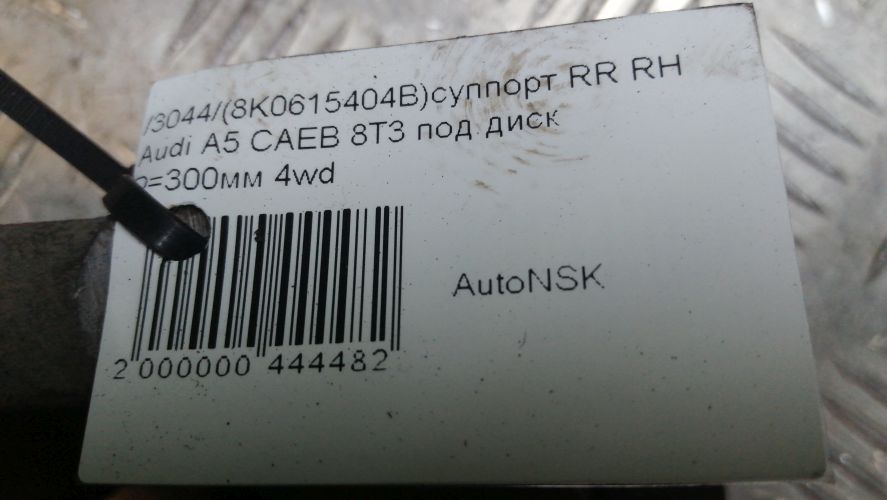 /3044/(8K0615404B)суппорт RR RH
Audi A5 CAEB 8T3 под диск
=300мм 4wd
AutoNSK
2 000000 444482